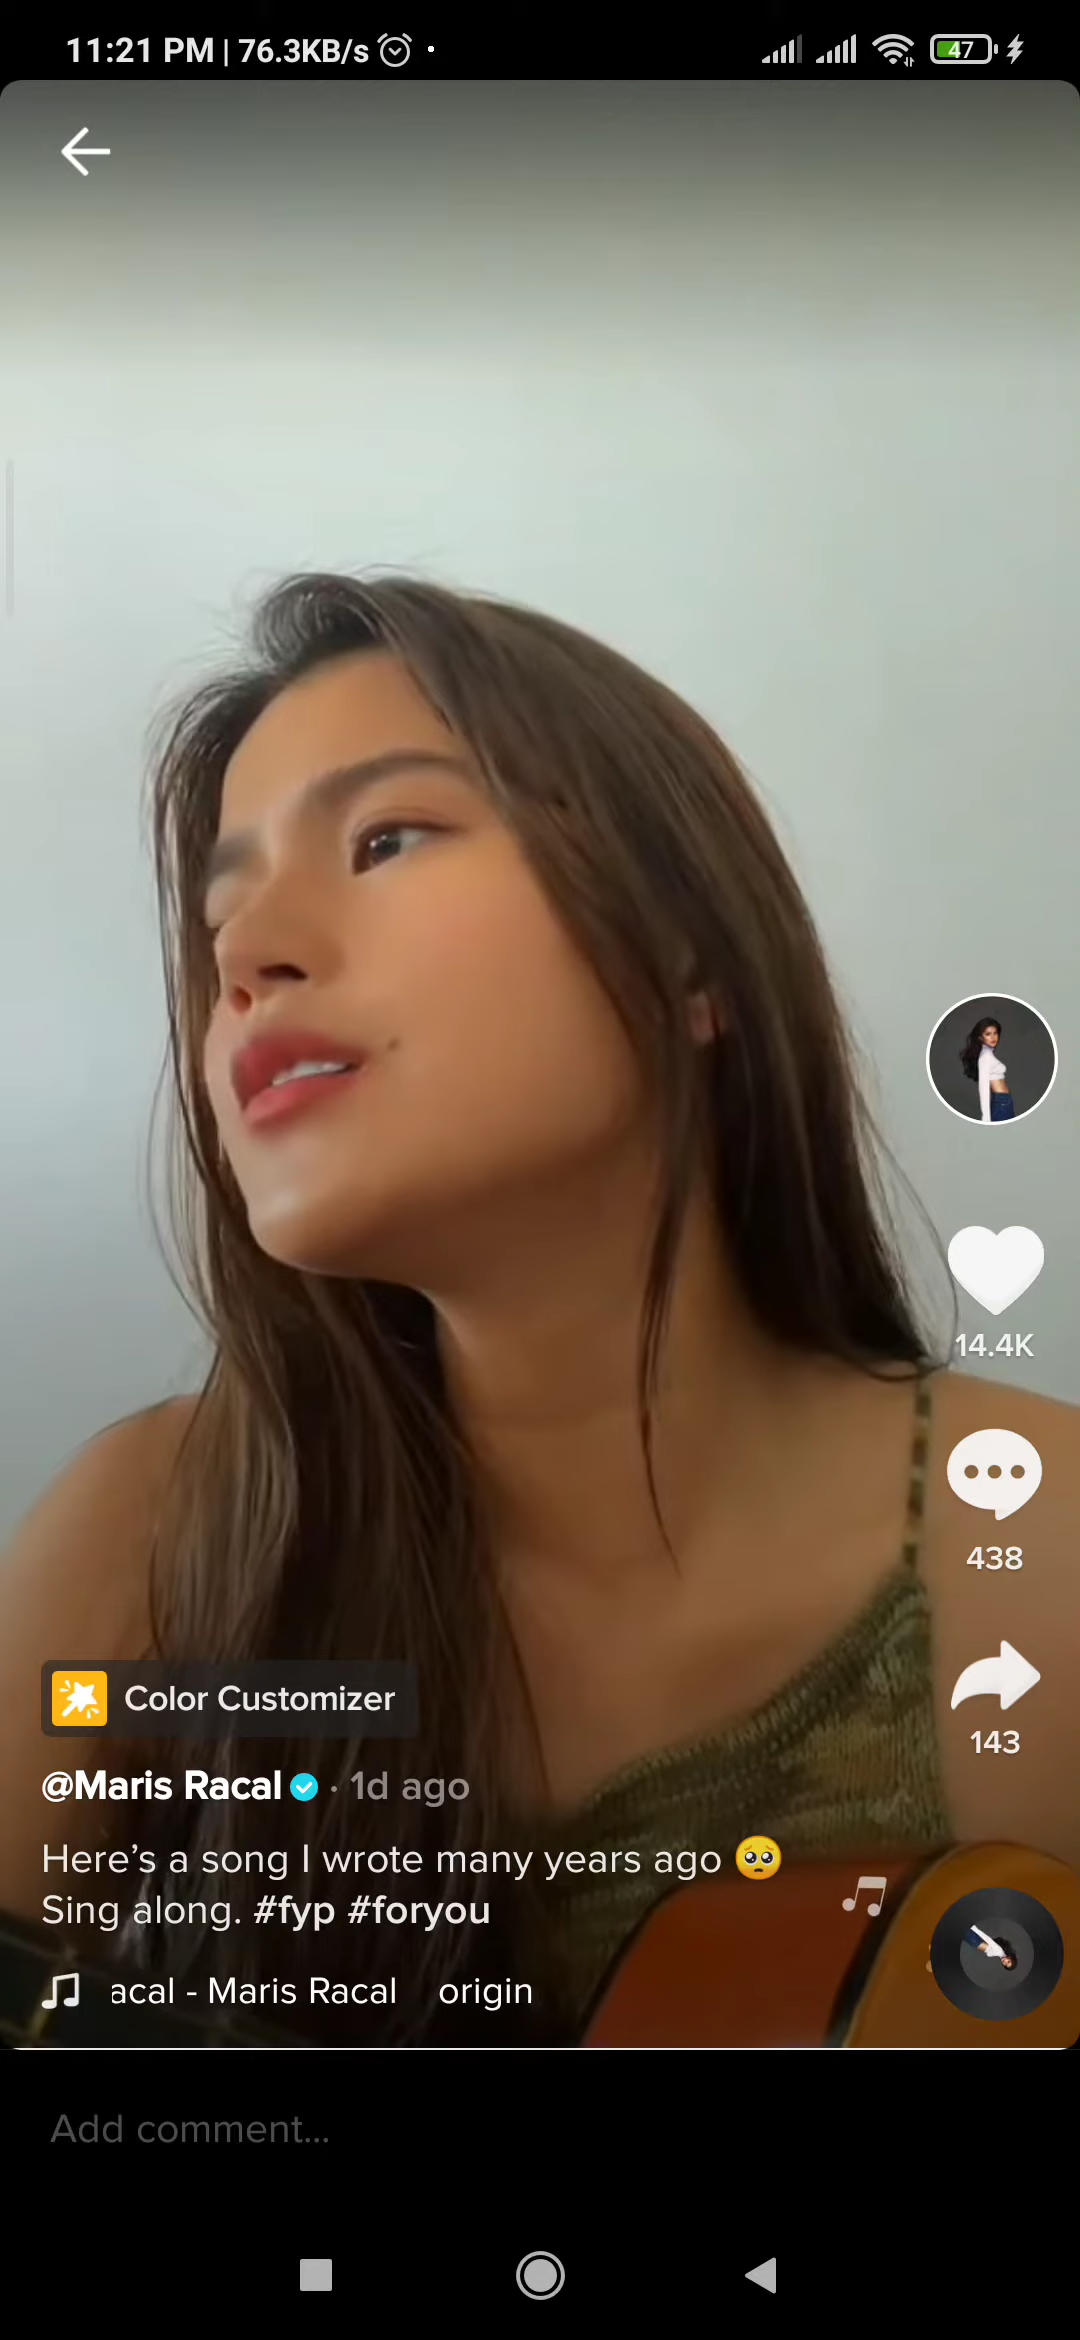 11:21 PM | 76.3KB/s
47
14.4K
438
143
Color Customizer
@Maris Racal · 1d ago
Here's a song I wrote many years ago 🥺
Sing along. #fyp #foryou
acal - Maris Racal origin
Add comment...